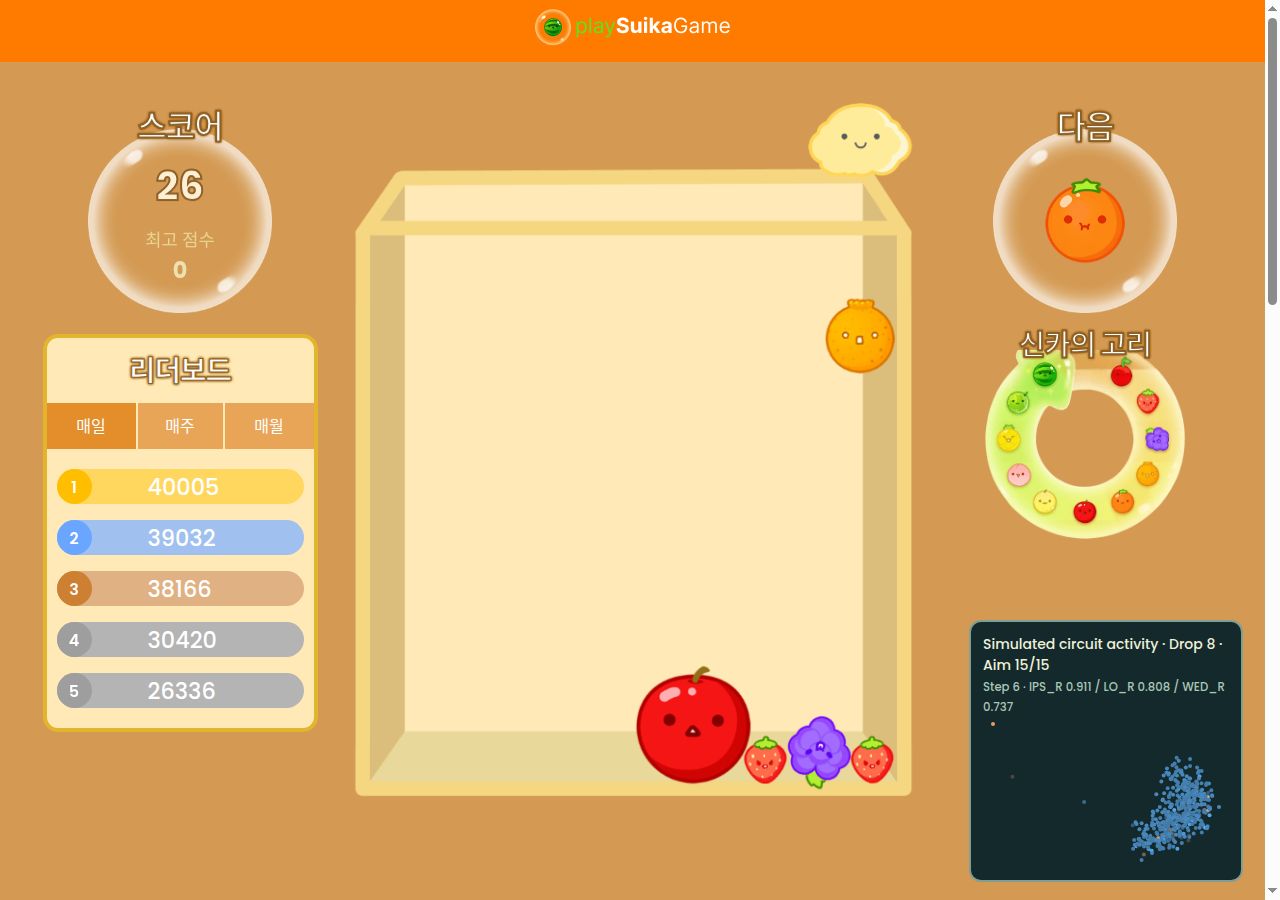 playSuikaGame
스코어
26
최고 점수
0
다음
리더보드
매일
매주
매월
1
40005
2
39032
3
38166
4
30420
5
26336
신카의 고리
Simulated circuit activity · Drop 8 ·
Aim 15/15
Step 6 · IPS_R 0.911 / LO_R 0.808 / WED_R
0.737